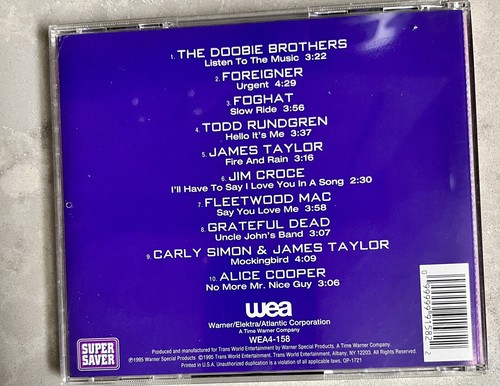 1. THE DOOBIE BROTHERS
Listen To The Music 3:22
2. FOREIGNER
Urgent 4:29
3. FOGHAT
Slow Ride 3:56
4. TODD RUNDGREN
Hello It's Me 3:37
5. JAMES TAYLOR
Fire And Rain 3:16
6. JIM CROCE
I'll Have To Say I Love You In A Song 2:30
7. FLEETWOOD MAC
Say You Love Me 3:58
8. GRATEFUL DEAD
Uncle John's Band 3:07
9. CARLY SIMON & JAMES TAYLOR
Mockingbird 4:09
10. ALICE COOPER
No More Mr. Nice Guy 3:06
wea
Warner/Elektra/Atlantic Corporation
A Time Warner Company
WEA4-158
SUPER
SAVER
Produced and manufactured for Trans World Entertainment by Warner Special Products. A Time Warner Company.
℗1995 Warner Special Products ©1995 Trans World Entertainment. Trans World Entertainment, Albany, NY 12203. All Rights Reserved.
Printed in U.S.A. Unauthorized duplication is a violation of all applicable laws. OP-1721
0 99999 91582 2